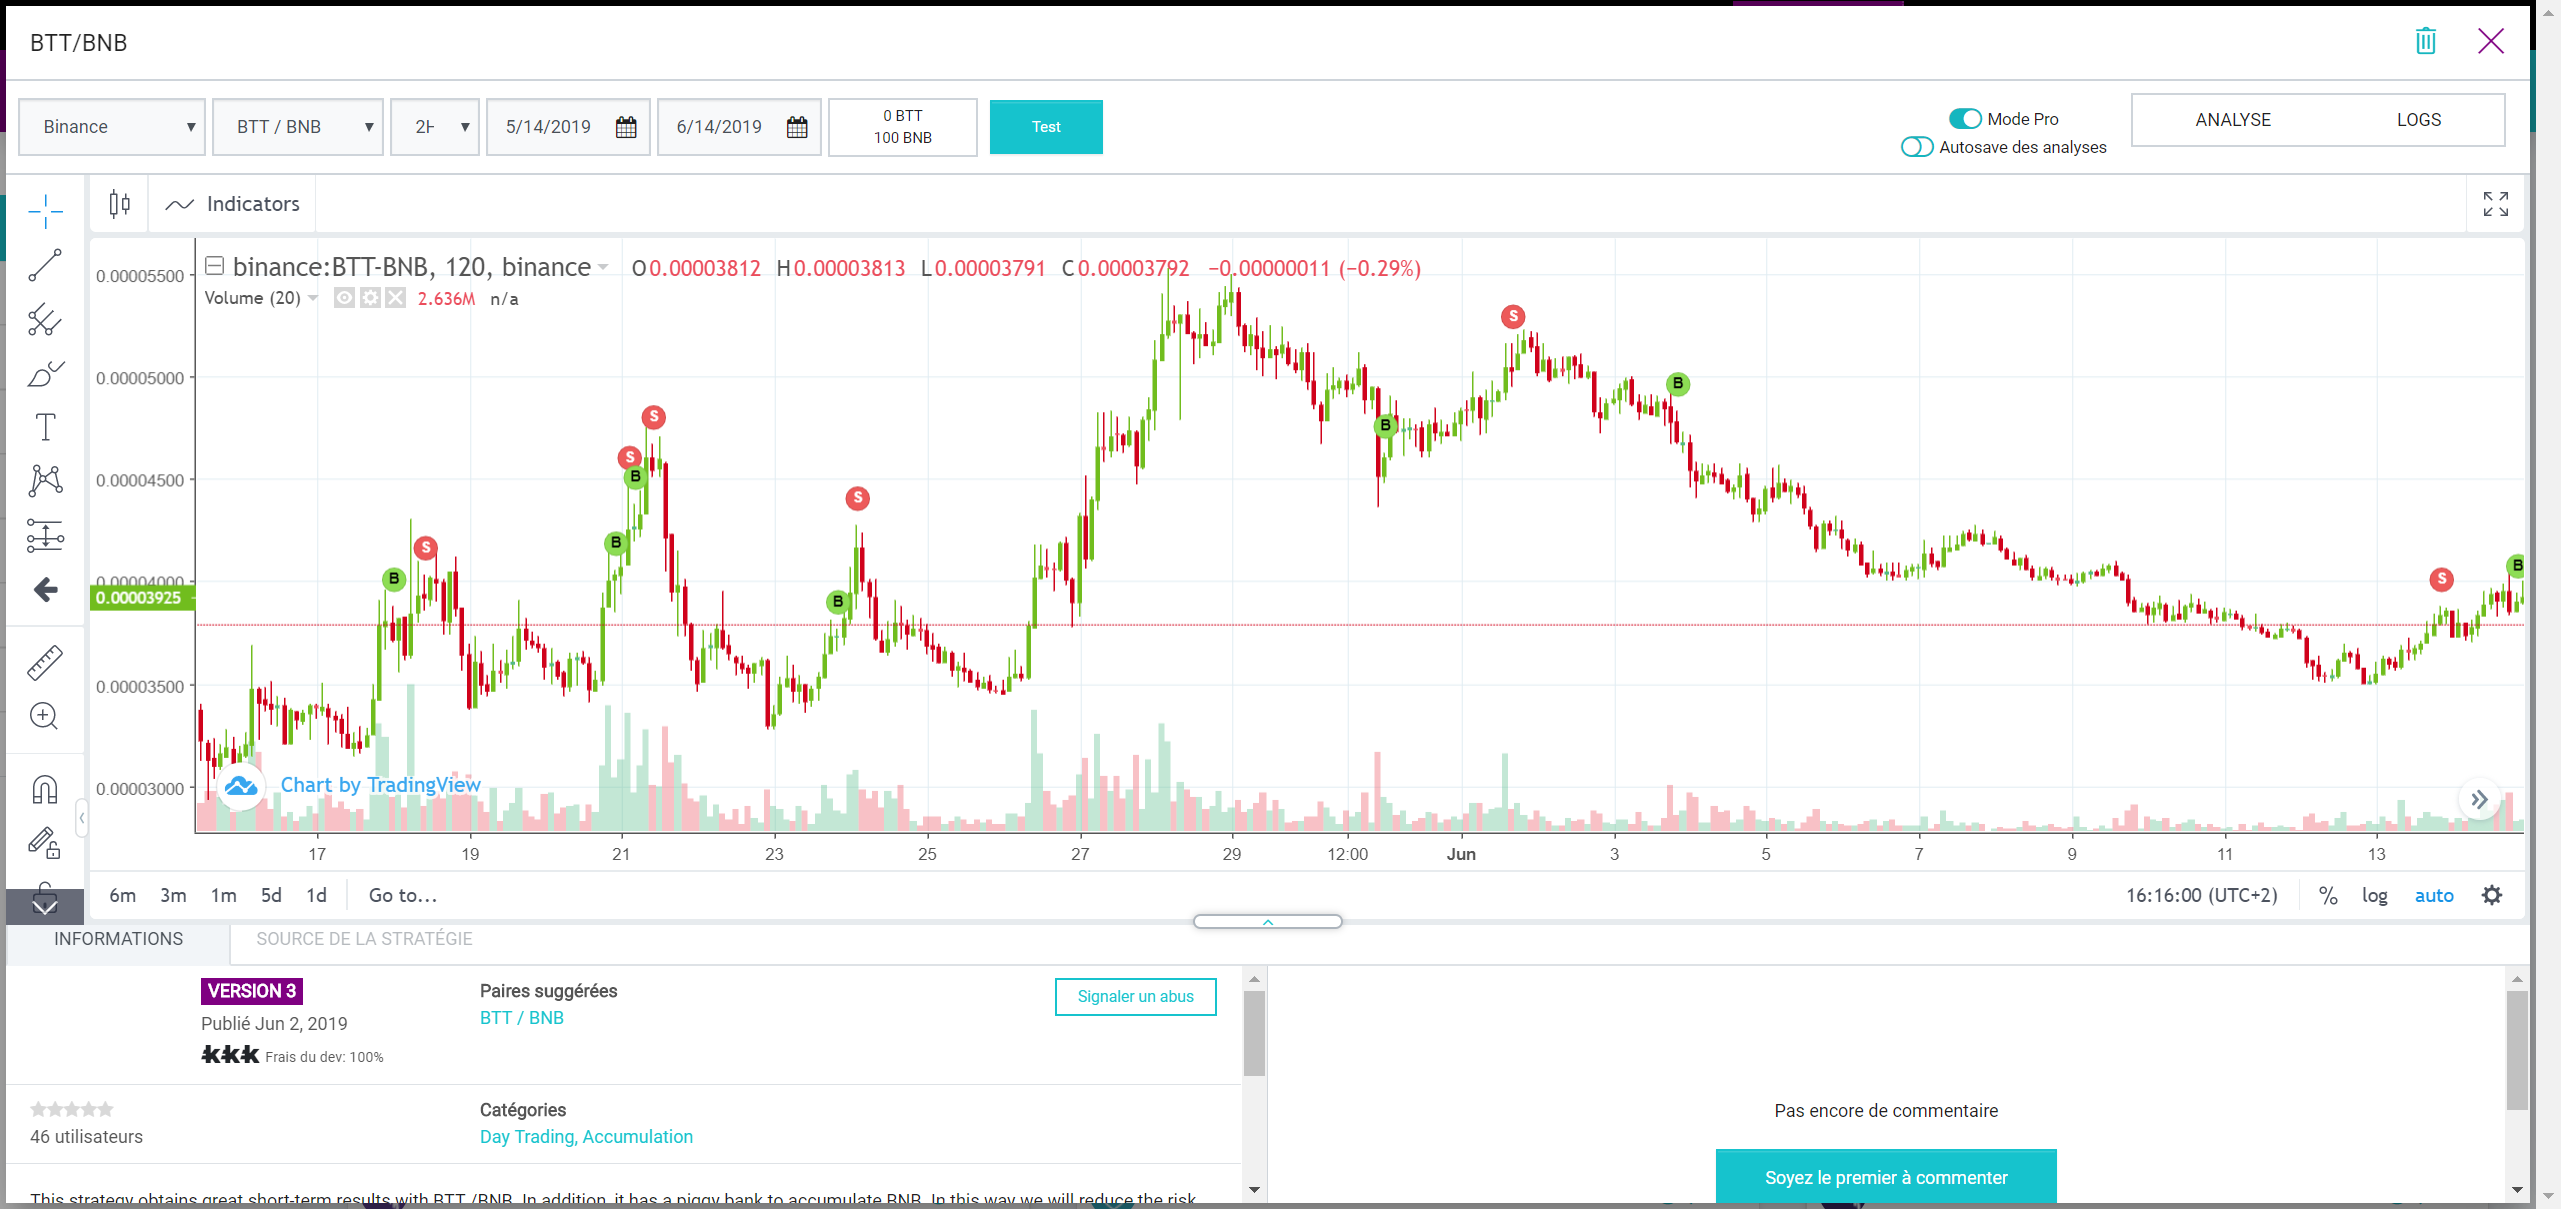 BTT/BNB
Binance BTT / BNB 2H 5/14/2019 6/14/2019
0 BTT
100 BNB
Test
Mode Pro
Autosave des analyses
ANALYSE LOGS
Indicators
binance:BTT-BNB, 120, binance O0.00003812 H0.00003813 L0.00003791 C0.00003792 −0.00000011 (−0.29%)
Volume (20) 2.636M n/a
0.00005500
0.00005000
0.00004500
0.00004000
0.00003925
0.00003500
0.00003000
B S B S B S B S B S B S B
Chart by TradingView
17 19 21 23 25 27 29 12:00 Jun 3 5 7 9 11 13
6m 3m 1m 5d 1d Go to... 16:16:00 (UTC+2) % log auto
INFORMATIONS SOURCE DE LA STRATÉGIE
VERSION 3
Publié Jun 2, 2019
Frais du dev: 100%
Paires suggérées
BTT / BNB
Signaler un abus
46 utilisateurs
Catégories
Day Trading, Accumulation
This strategy obtains great short-term results with BTT /BNB. In addition, it has a piggy bank to accumulate BNB. In this way we will reduce the risk
Pas encore de commentaire
Soyez le premier à commenter